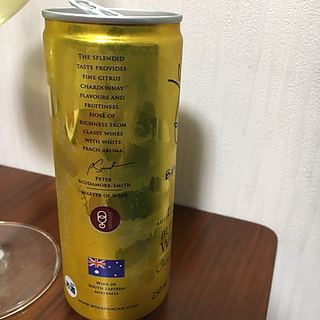 THE SPLENDID
TASTE PROVIDES
FINE CITRUS
CHARDONNAY
FLAVOURS AND
FRUITINESS.
NOSE OF
RICHNESS FROM
CLASSY WINES
WITH WHITE
PEACH AROMA.
PETER
SCUDAMORE-SMITH
MASTER OF WINE
WINE OF
SOUTH EASTERN
AUSTRALIA
250